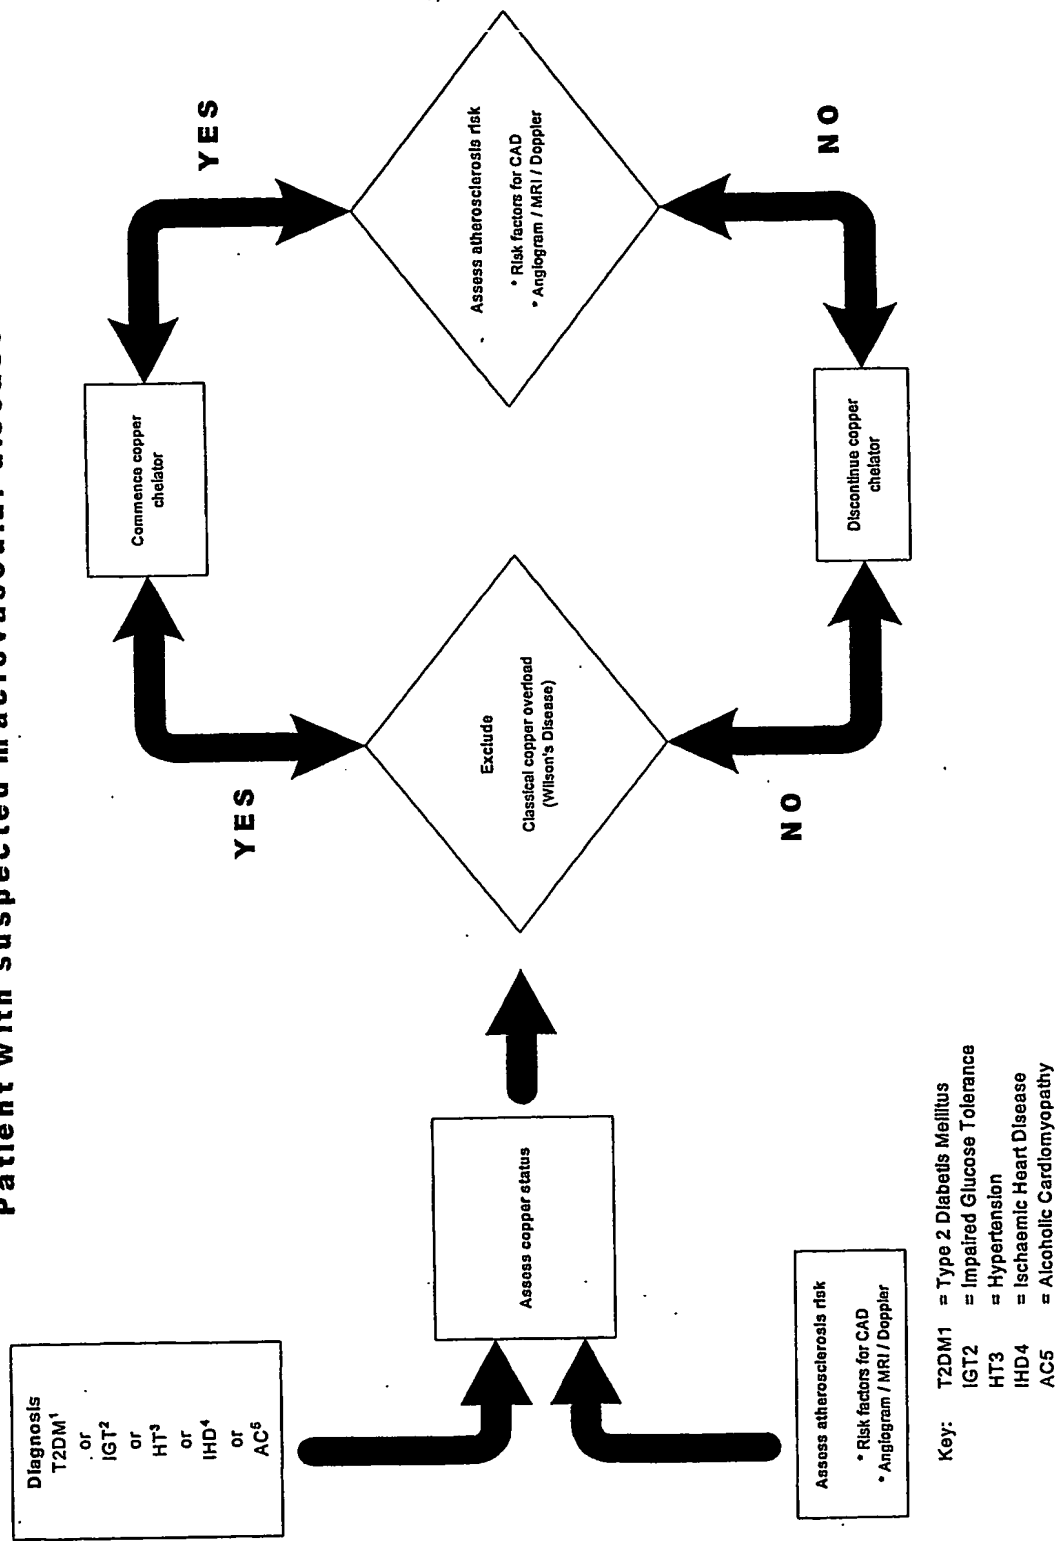 Patient with suspected macrovascular disease
Diagnosis
T2DM¹
or
IGT²
or
HT³
or
IHD⁴
or
AC⁵
Assess atherosclerosis risk
* Risk factors for CAD
* Angiogram / MRI / Doppler
Assess copper status
Exclude
Classical copper overload
(Wilson's Disease)
YES
NO
Commence copper
chelator
Discontinue copper
chelator
YES
NO
Assess atherosclerosis risk
* Risk factors for CAD
* Angiogram / MRI / Doppler
Key: T2DM1 = Type 2 Diabetis Mellitus
IGT2 = Impaired Glucose Tolerance
HT3 = Hypertension
IHD4 = Ischaemic Heart Disease
AC5 = Alcoholic Cardiomyopathy